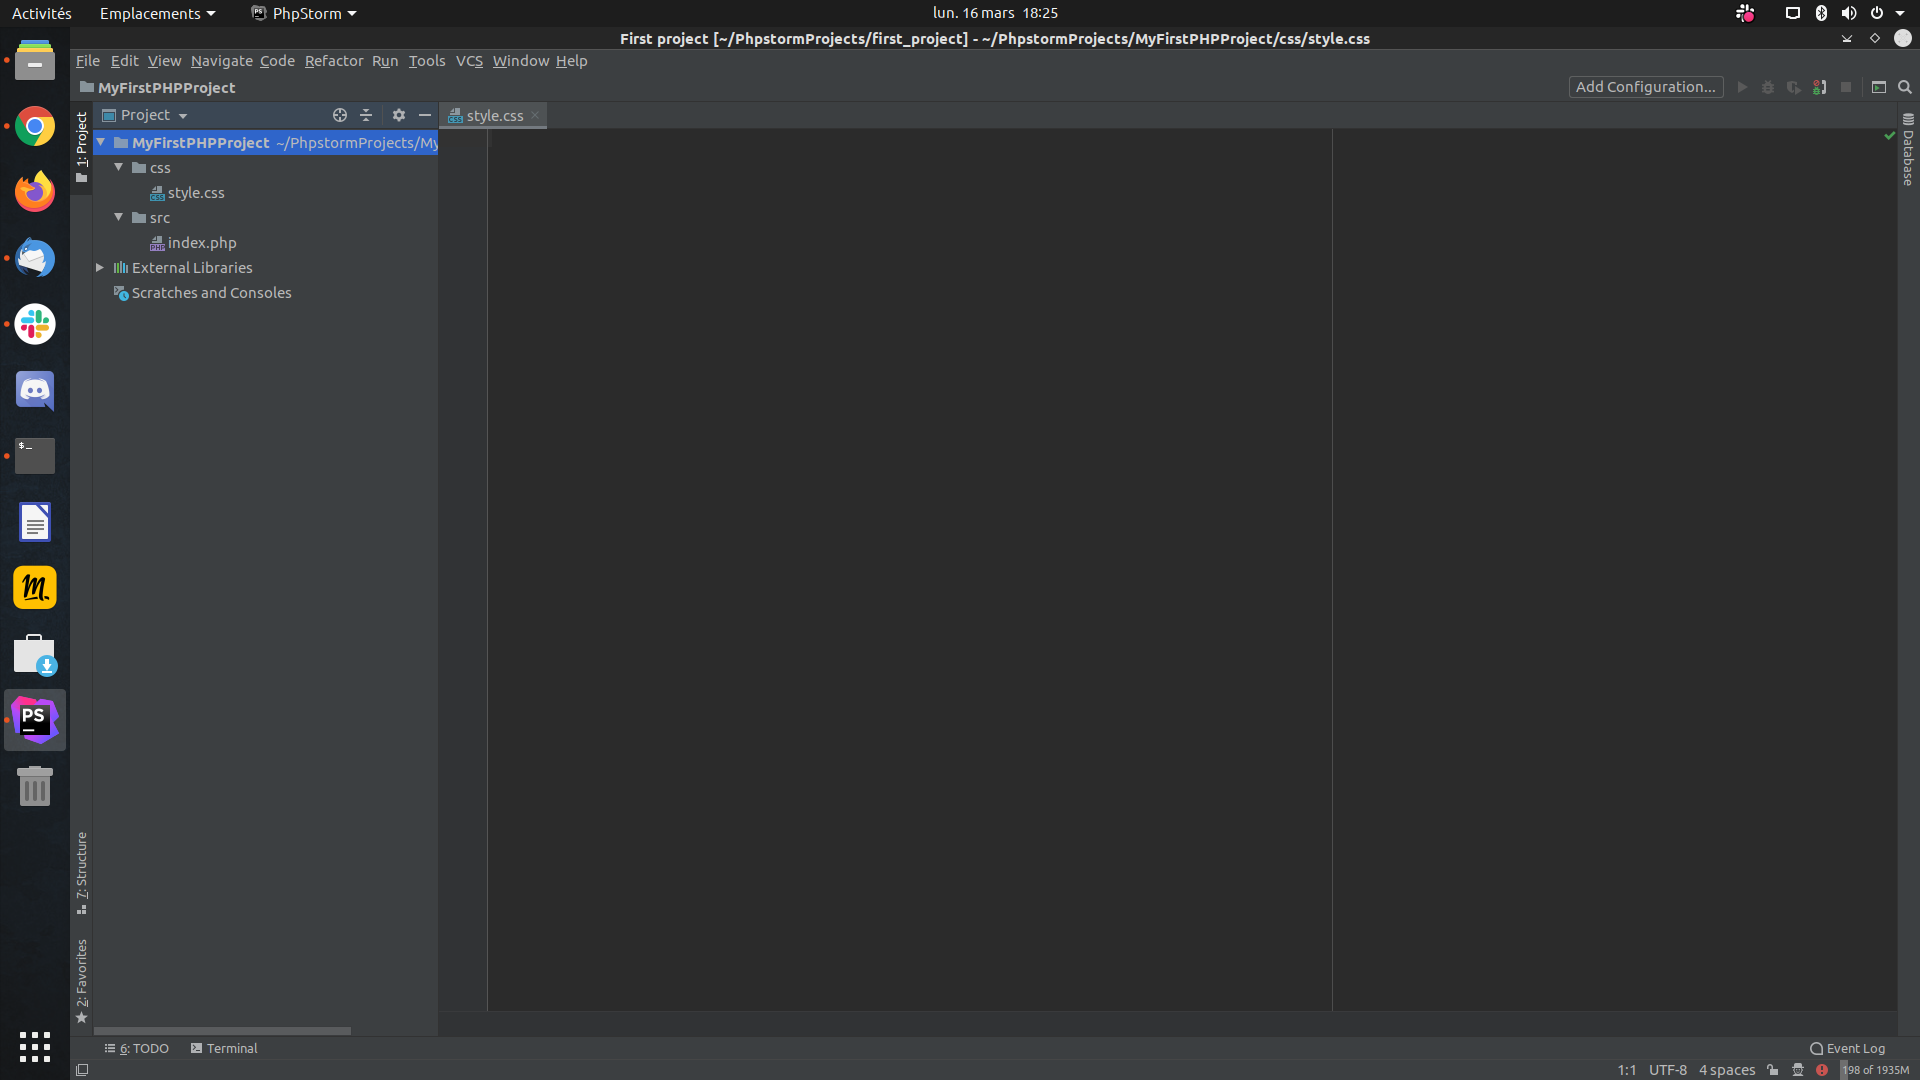 Activités Emplacements PhpStorm lun. 16 mars 18:25
First project [~/PhpstormProjects/first_project] - ~/PhpstormProjects/MyFirstPHPProject/css/style.css
File Edit View Navigate Code Refactor Run Tools VCS Window Help
MyFirstPHPProject Add Configuration...
1: Project
Project
style.css
MyFirstPHPProject ~/PhpstormProjects/My
css
style.css
src
index.php
External Libraries
Scratches and Consoles
Database
$_
m.
PS
7: Structure
2: Favorites
6: TODO Terminal Event Log
1:1 UTF-8 4 spaces 198 of 1935M